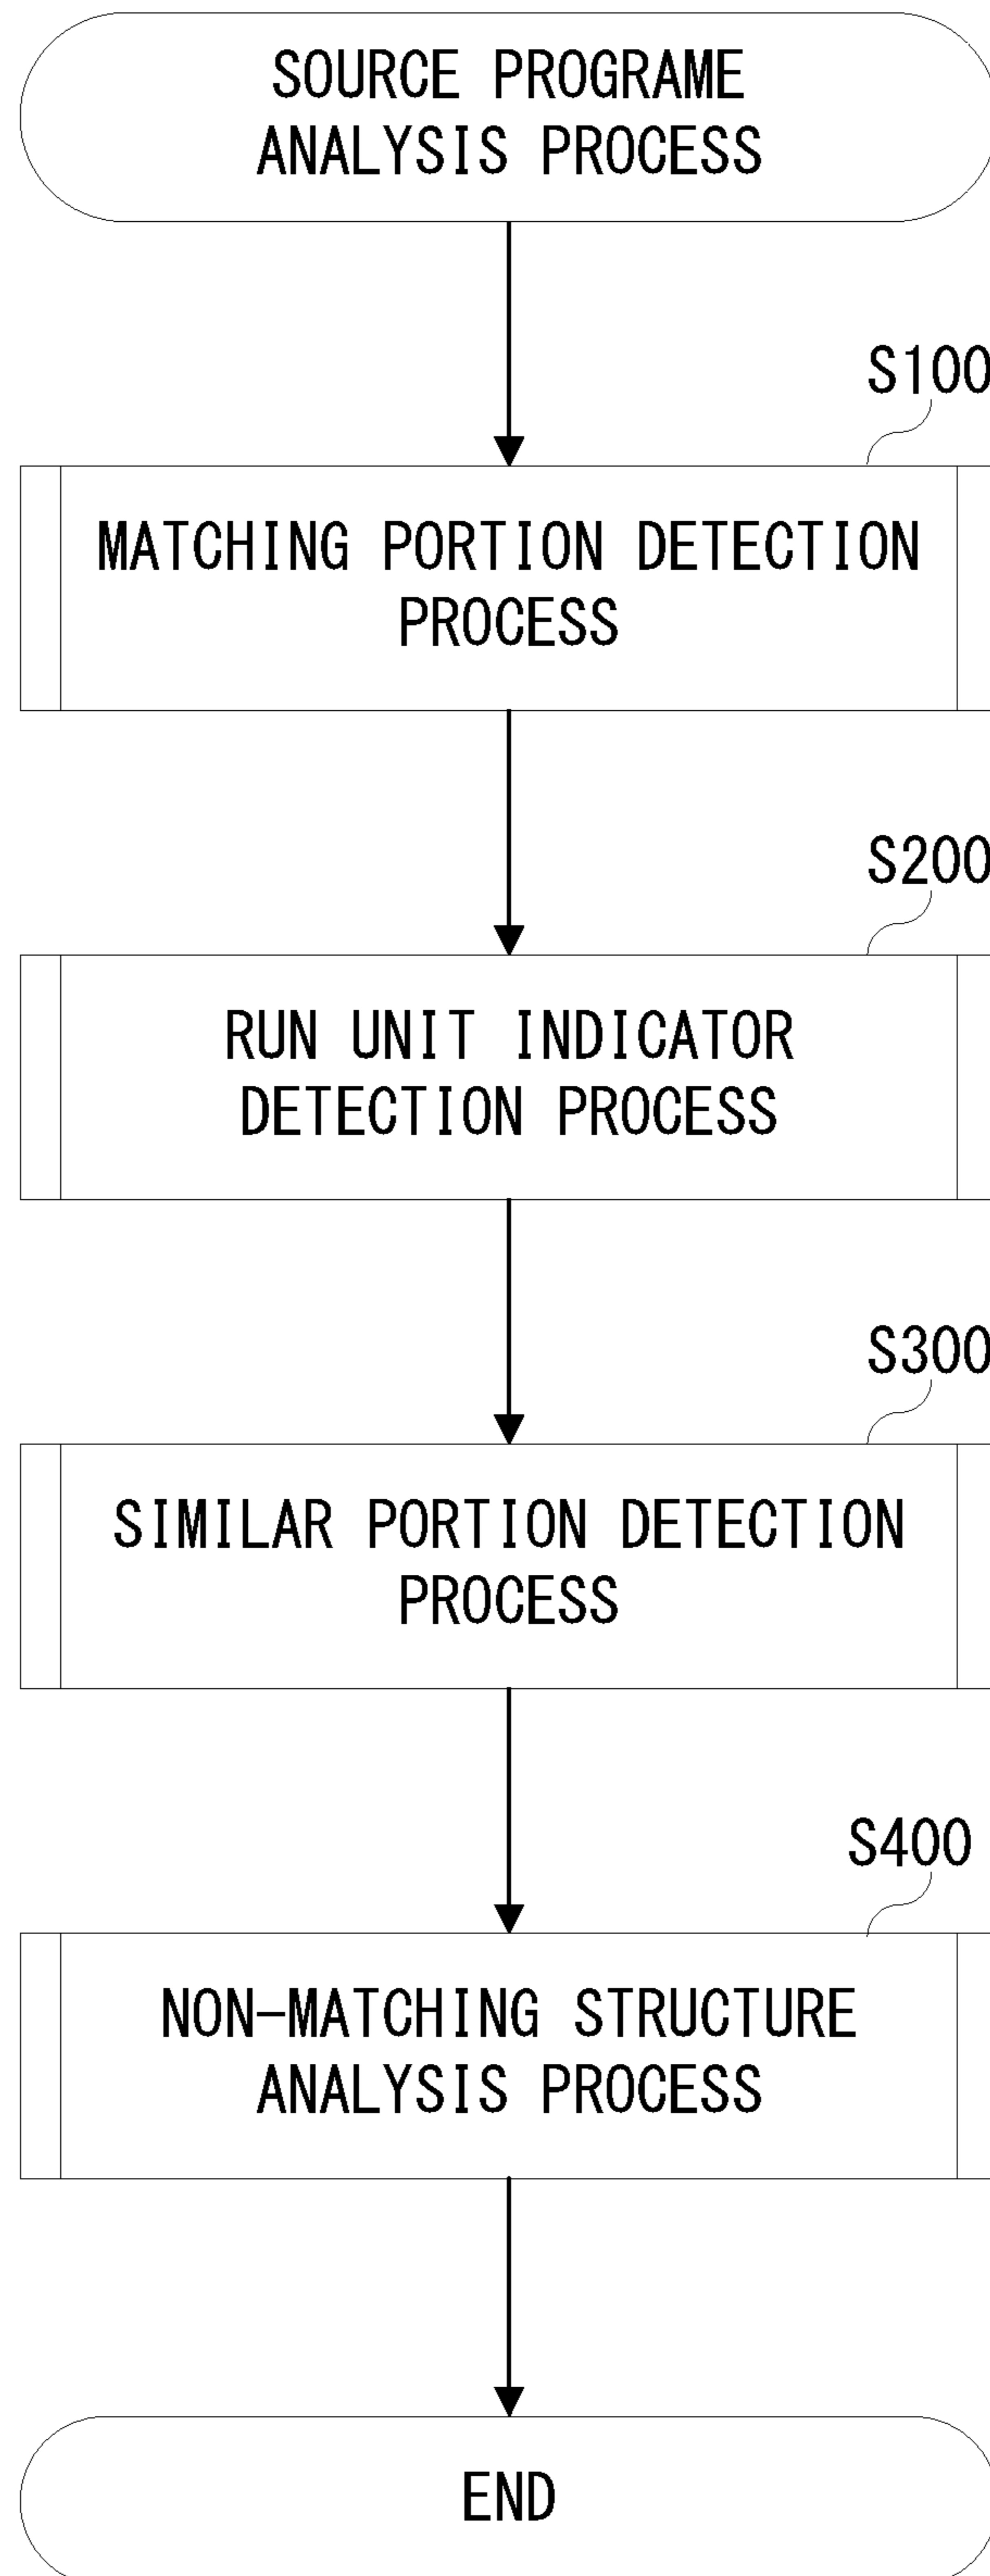 SOURCE PROGRAME
ANALYSIS PROCESS
S100
MATCHING PORTION DETECTION
PROCESS
S200
RUN UNIT INDICATOR
DETECTION PROCESS
S300
SIMILAR PORTION DETECTION
PROCESS
S400
NON-MATCHING STRUCTURE
ANALYSIS PROCESS
END